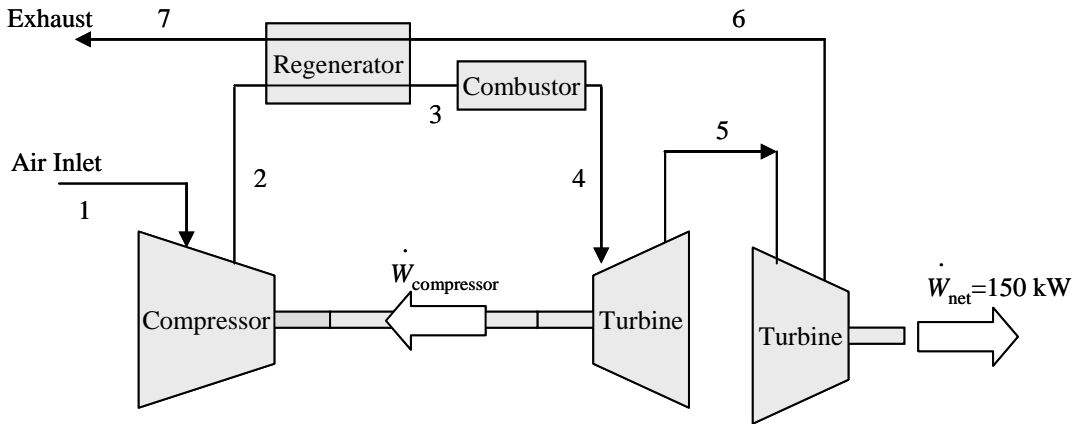 Exhaust
7
6
Regenerator
Combustor
3
5
Air Inlet
2
4
1
Ẇcompressor
Ẇnet=150 kW
Compressor
Turbine
Turbine